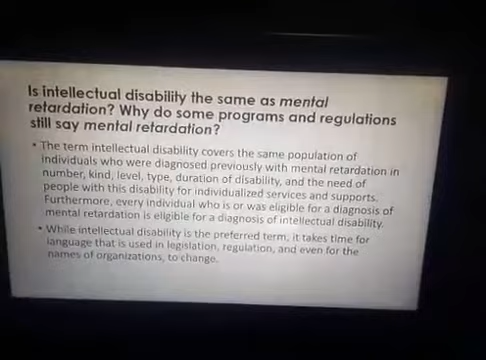 Is intellectual disability the same as mental
retardation? Why do some programs and regulations
still say mental retardation?
• The term intellectual disability covers the same population of
individuals who were diagnosed previously with mental retardation in
number, kind, level, type, duration of disability, and the need of
people with this disability for individualized services and supports.
Furthermore, every individual who is or was eligible for a diagnosis of
mental retardation is eligible for a diagnosis of intellectual disability.
• While intellectual disability is the preferred term, it takes time for
language that is used in legislation, regulation, and even for the
names of organizations, to change.